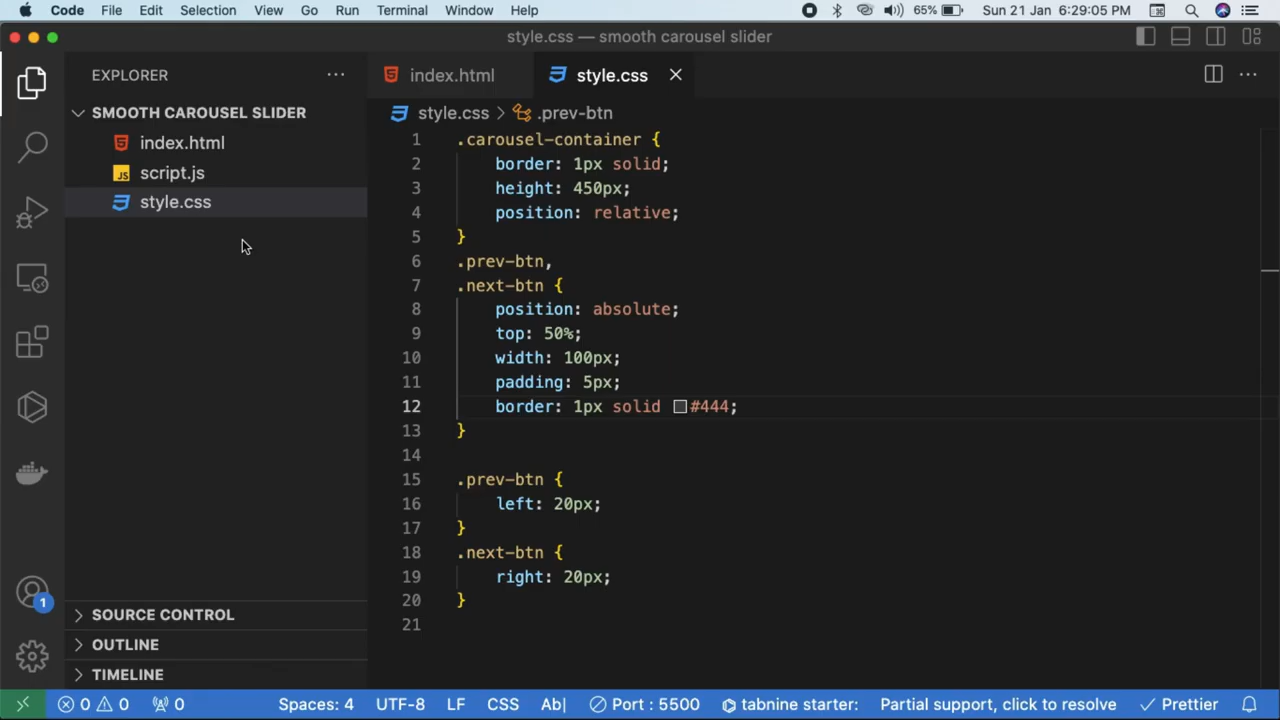 Code File Edit Selection View Go Run Terminal Window Help 65% Sun 21 Jan 6:29:05 PM
style.css — smooth carousel slider
EXPLORER
index.html
style.css
SMOOTH CAROUSEL SLIDER
index.html
JS script.js
style.css
SOURCE CONTROL
OUTLINE
TIMELINE
style.css > .prev-btn
1 .carousel-container {
2 border: 1px solid;
3 height: 450px;
4 position: relative;
5 }
6 .prev-btn,
7 .next-btn {
8 position: absolute;
9 top: 50%;
10 width: 100px;
11 padding: 5px;
12 border: 1px solid #444;
13 }
14
15 .prev-btn {
16 left: 20px;
17 }
18 .next-btn {
19 right: 20px;
20 }
21
1
0 0 0 Spaces: 4 UTF-8 LF CSS Ab| Port : 5500 tabnine starter: Partial support, click to resolve Prettier